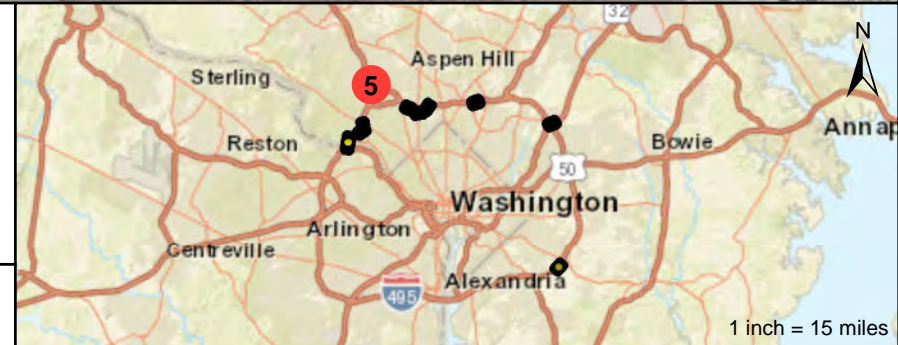 32
N
Aspen Hill
Sterling
5
Annap
Reston
Bowie
50
Washington
Arlington
Centreville
Alexandria
495
1 inch = 15 miles